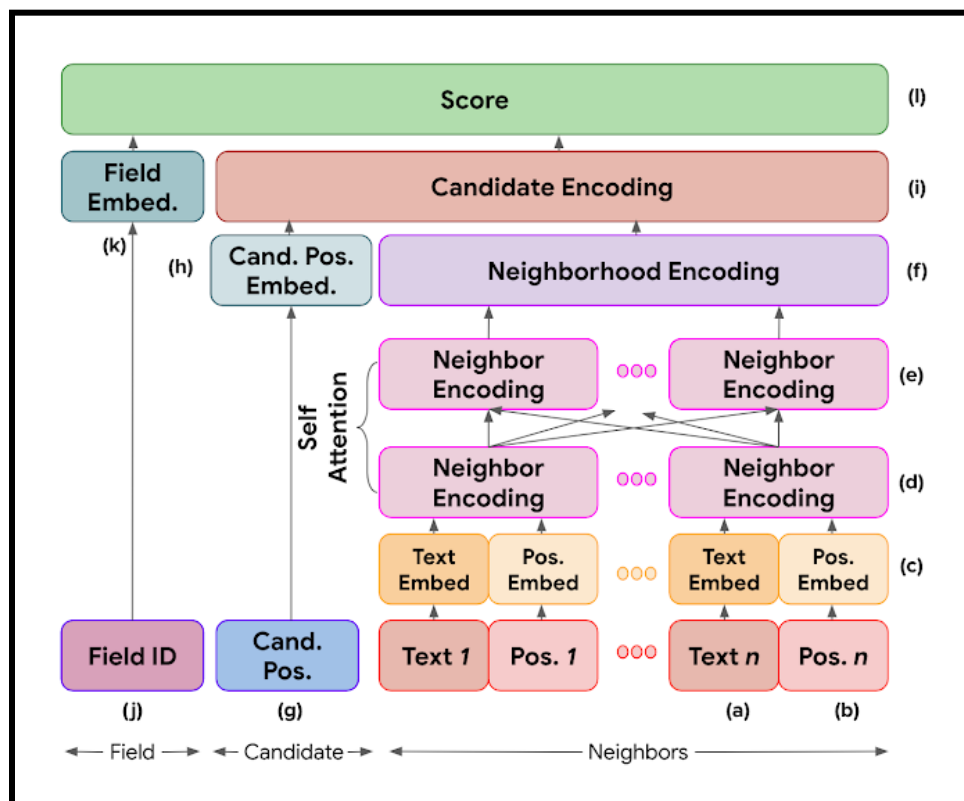 Score
(l)
Field
Embed.
Candidate Encoding
(i)
(k)
(h)
Cand. Pos.
Embed.
Neighborhood Encoding
(f)
Self
Attention
Neighbor
Encoding
Neighbor
Encoding
(e)
Neighbor
Encoding
Neighbor
Encoding
(d)
Text
Embed
Pos.
Embed
Text
Embed
Pos.
Embed
(c)
Field ID
Cand.
Pos.
Text 1
Pos. 1
Text n
Pos. n
(j)
(g)
(a)
(b)
Field
Candidate
Neighbors